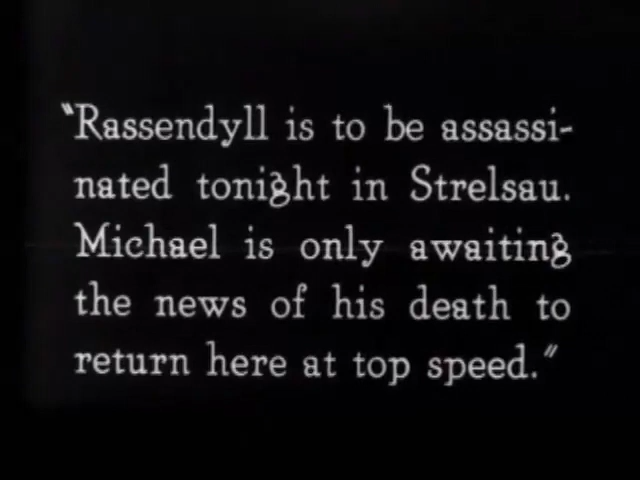 "Rassendyll is to be assassi-
nated tonight in Strelsau.
Michael is only awaiting
the news of his death to
return here at top speed."